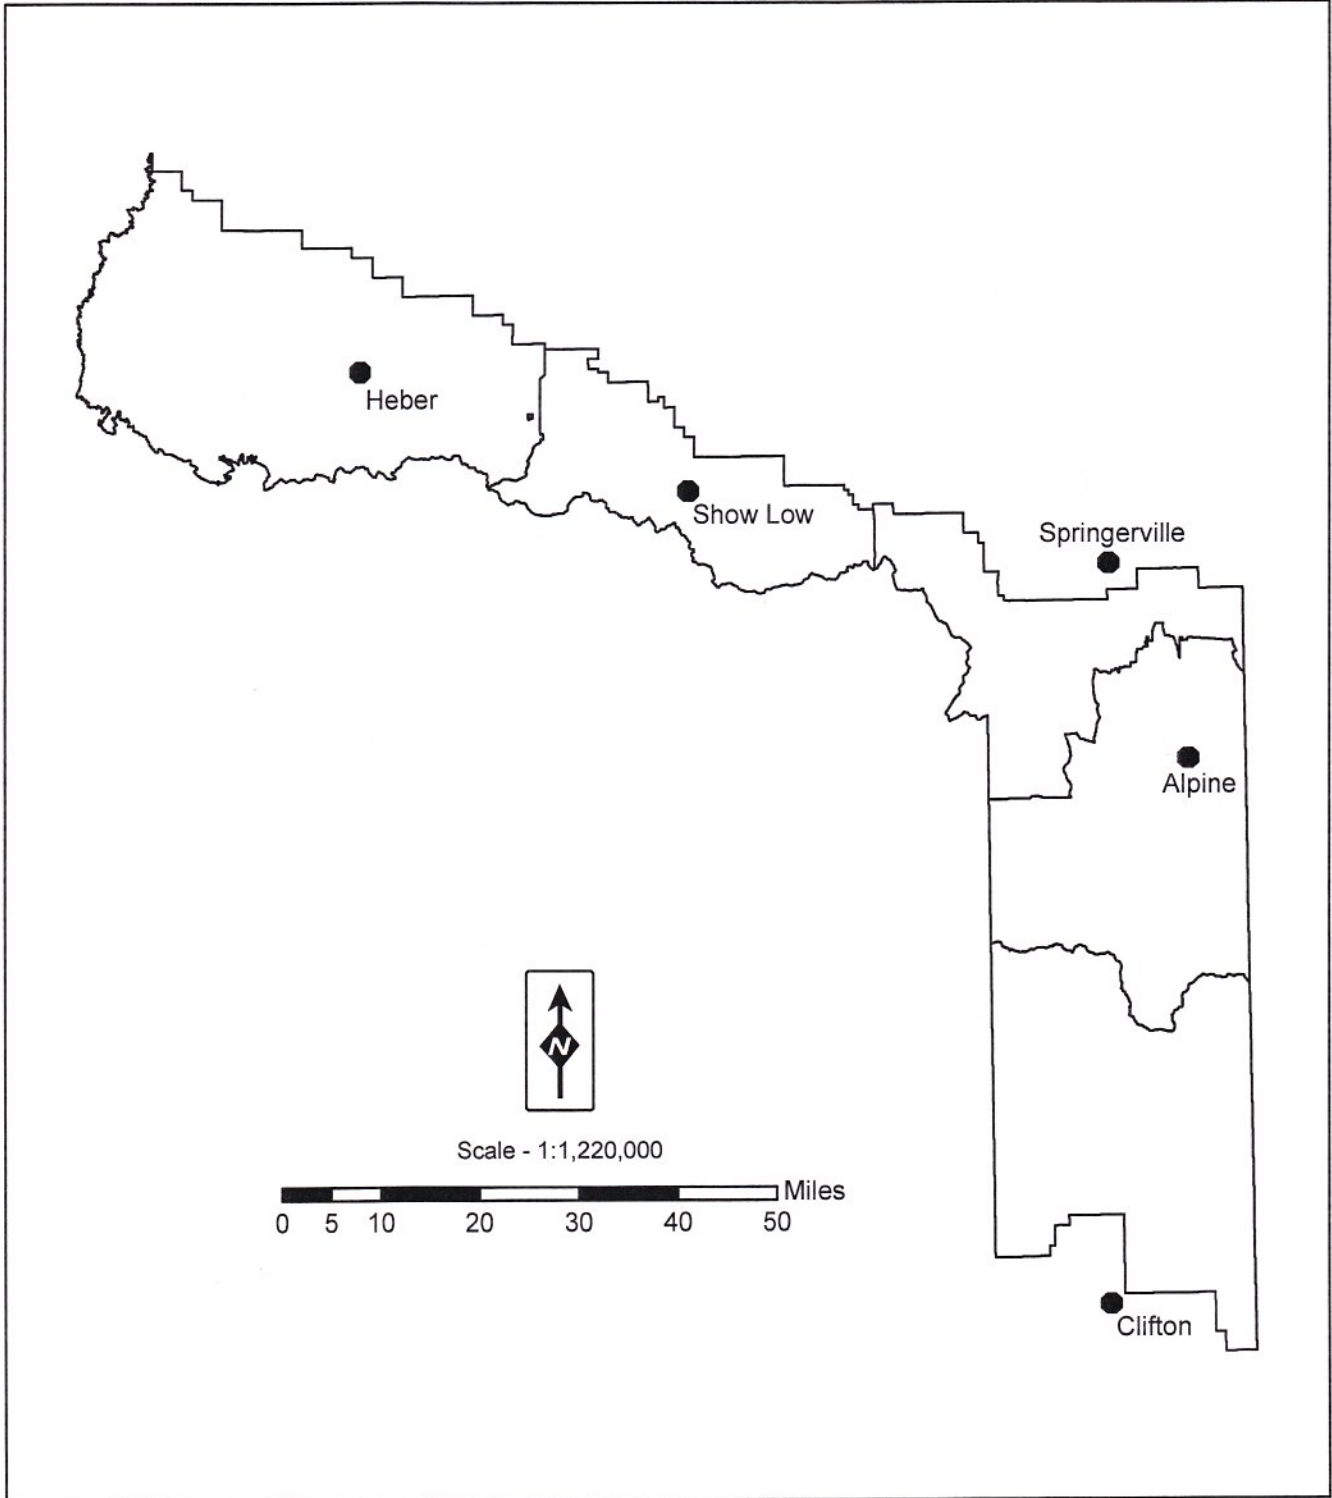 Heber
Show Low
Springerville
Alpine
N
Scale - 1:1,220,000
Miles
0 5 10 20 30 40 50
Clifton